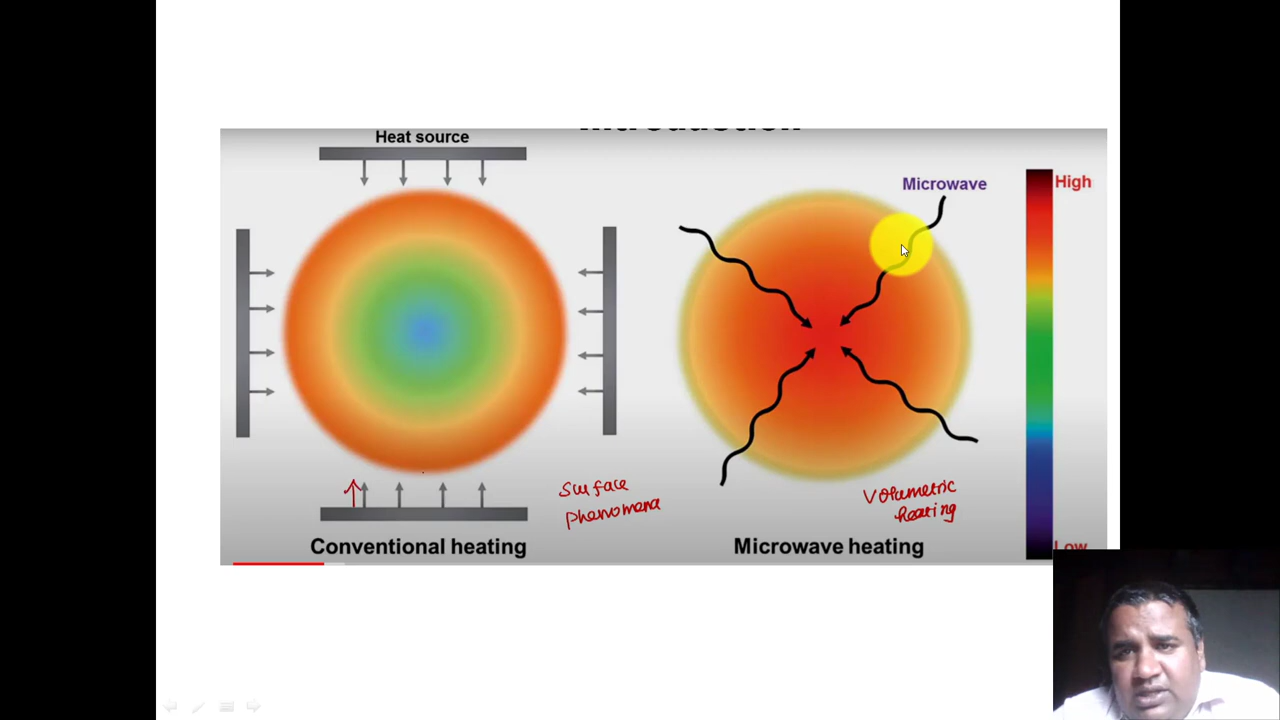 Heat source
Microwave
High
Surface
phenomena
Volumetric
heating
Conventional heating
Microwave heating
Low